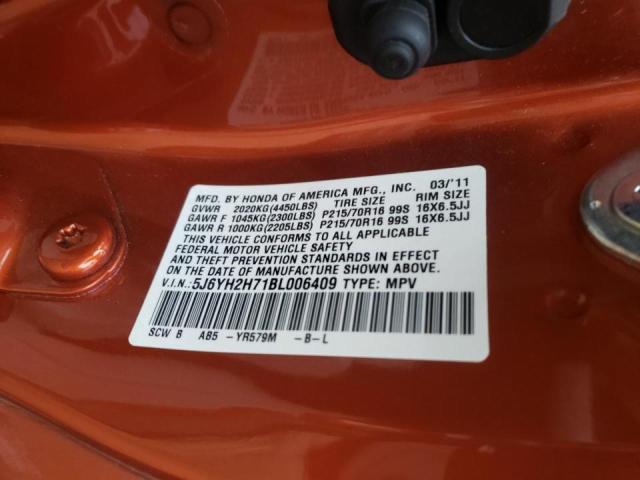 MFD. BY HONDA OF AMERICA MFG., INC. 03/'11
GVWR 2020KG(4450LBS) TIRE SIZE RIM SIZE
GAWR F 1045KG(2300LBS) P215/70R16 99S 16X6.5JJ
GAWR R 1000KG(2205LBS) P215/70R16 99S 16X6.5JJ
THIS VEHICLE CONFORMS TO ALL APPLICABLE
FEDERAL MOTOR VEHICLE SAFETY
AND THEFT PREVENTION STANDARDS IN EFFECT
ON THE DATE OF MANUFACTURE SHOWN ABOVE.
V.I.N.: 5J6YH2H71BL006409 TYPE: MPV
SCW B AB5 -YR579M -B-L